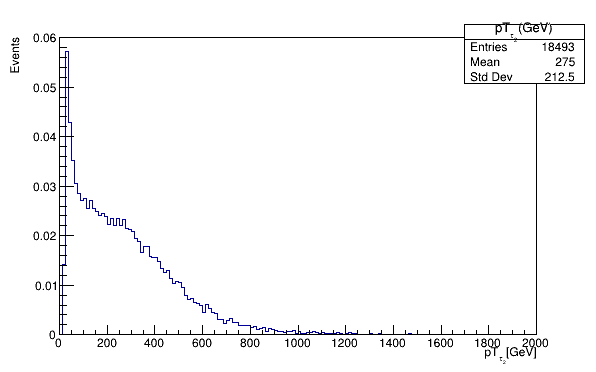 pT_τ₂(GeV)
Entries 18493
Mean 275
Std Dev 212.5
Events
0.06
0.05
0.04
0.03
0.02
0.01
0
0 200 400 600 800 1000 1200 1400 1600 1800 2000
pT_τ₂[GeV]